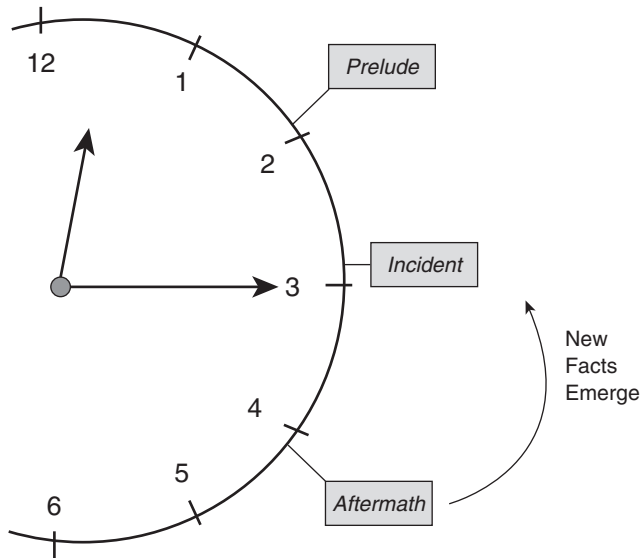 12
1
Prelude
2
Incident
3
New
Facts
Emerge
4
5
Aftermath
6